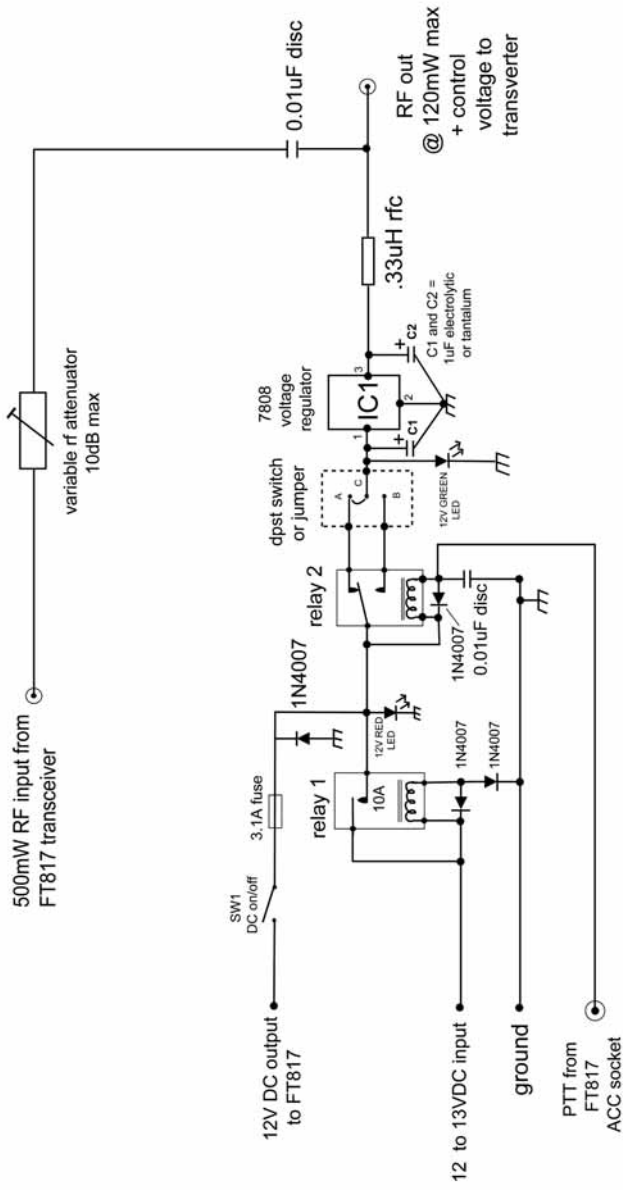 500mW RF input from
FT817 transceiver
variable rf attenuator
10dB max
0.01uF disc
RF out
@ 120mW max
+ control
voltage to
transverter
.33uH rfc
7808
voltage
regulator
IC1
1
2
3
+
C1
+
C2
C1 and C2 =
1uF electrolytic
or tantalum
dpst switch
or jumper
A
C
B
12V GREEN
LED
relay 2
1N4007
0.01uF disc
1N4007
12V RED
LED
3.1A fuse
SW1
DC on/off
relay 1
10A
1N4007
1N4007
12V DC output
to FT817
12 to 13VDC input
ground
PTT from
FT817
ACC socket